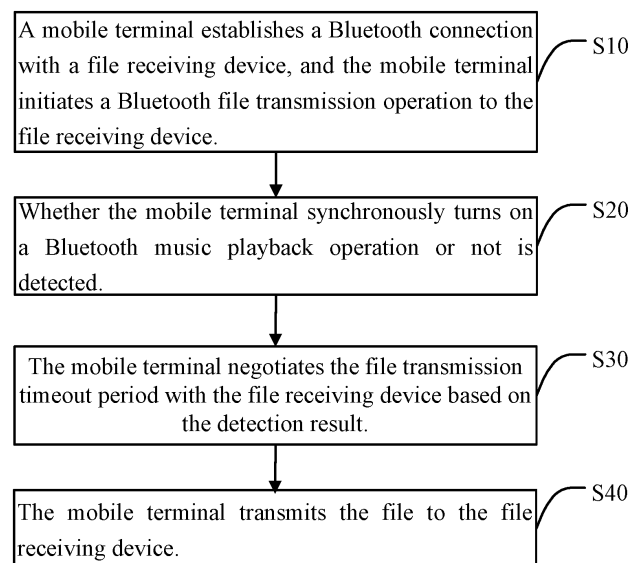 A mobile terminal establishes a Bluetooth connection
with a file receiving device, and the mobile terminal
initiates a Bluetooth file transmission operation to the
file receiving device.
S10
Whether the mobile terminal synchronously turns on
a Bluetooth music playback operation or not is
detected.
S20
The mobile terminal negotiates the file transmission
timeout period with the file receiving device based on
the detection result.
S30
The mobile terminal transmits the file to the file
receiving device.
S40